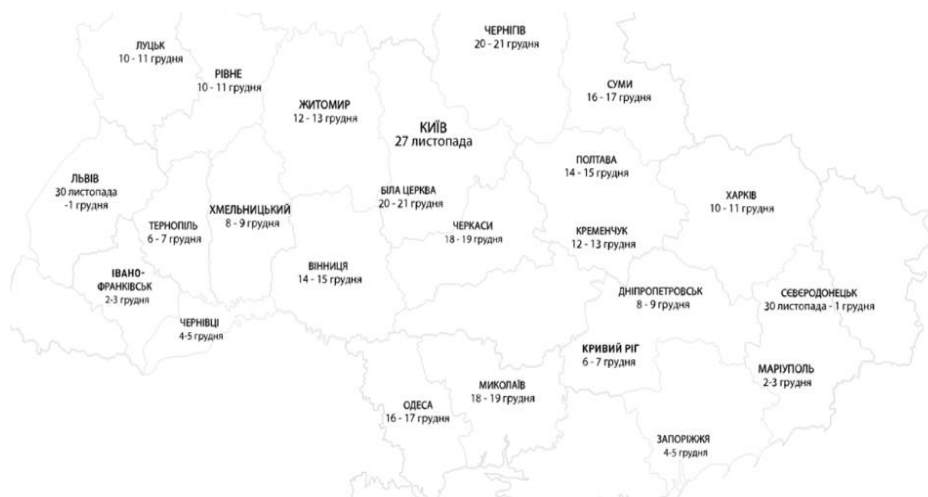 ЛУЦЬК
10 - 11 грудня
РІВНЕ
10 - 11 грудня
ЖИТОМИР
12 - 13 грудня
ЧЕРНІГІВ
20 - 21 грудня
СУМИ
16 - 17 грудня
КИЇВ
27 листопада
ЛЬВІВ
30 листопада
-1 грудня
ТЕРНОПІЛЬ
6 - 7 грудня
ХМЕЛЬНИЦЬКИЙ
8 - 9 грудня
БІЛА ЦЕРКВА
20 - 21 грудня
ЧЕРКАСИ
18 - 19 грудня
ПОЛТАВА
14 - 15 грудня
КРЕМЕНЧУК
12 - 13 грудня
ХАРКІВ
10 - 11 грудня
ІВАНО-
ФРАНКІВСЬК
2-3 грудня
ЧЕРНІВЦІ
4-5 грудня
ВІННИЦЯ
14 - 15 грудня
ДНІПРОПЕТРОВСЬК
8 - 9 грудня
СЄВЄРОДОНЕЦЬК
30 листопада - 1 грудня
КРИВИЙ РІГ
6 - 7 грудня
МАРІУПОЛЬ
2-3 грудня
ОДЕСА
16 - 17 грудня
МИКОЛАЇВ
18 - 19 грудня
ЗАПОРІЖЖЯ
4-5 грудня